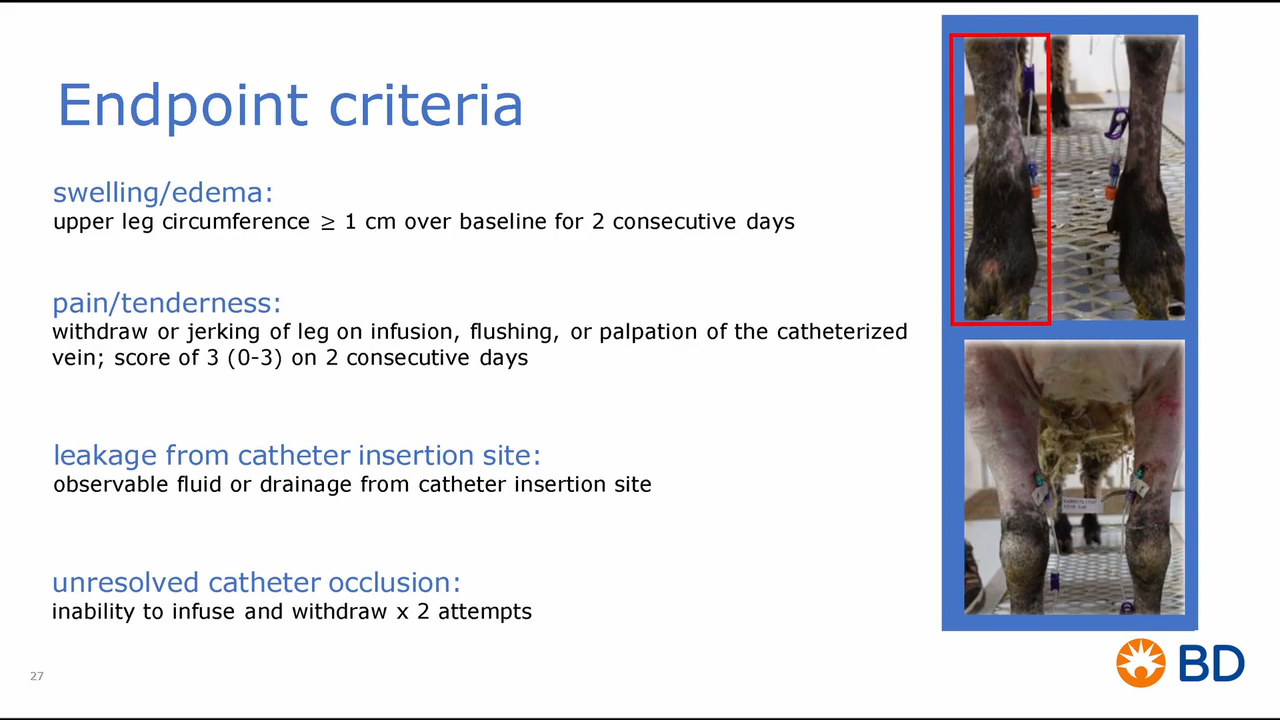 Endpoint criteria
swelling/edema:
upper leg circumference ≥ 1 cm over baseline for 2 consecutive days
pain/tenderness:
withdraw or jerking of leg on infusion, flushing, or palpation of the catheterized
vein; score of 3 (0-3) on 2 consecutive days
leakage from catheter insertion site:
observable fluid or drainage from catheter insertion site
unresolved catheter occlusion:
inability to infuse and withdraw x 2 attempts
27
BD